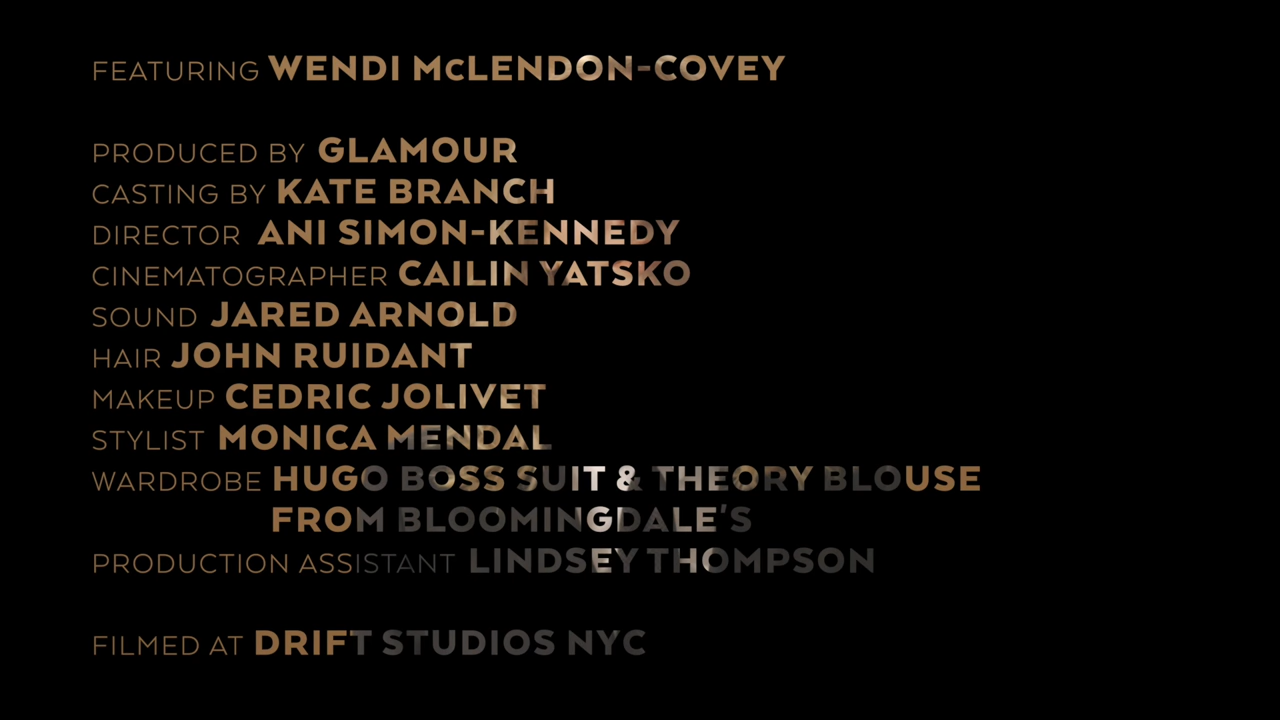 FEATURING WENDI McLENDON-COVEY
PRODUCED BY GLAMOUR
CASTING BY KATE BRANCH
DIRECTOR ANI SIMON-KENNEDY
CINEMATOGRAPHER CAILIN YATSKO
SOUND JARED ARNOLD
HAIR JOHN RUIDANT
MAKEUP CEDRIC JOLIVET
STYLIST MONICA MENDAL
WARDROBE HUGO BOSS SUIT & THEORY BLOUSE
FROM BLOOMINGDALE'S
PRODUCTION ASSISTANT LINDSEY THOMPSON
FILMED AT DRIFT STUDIOS NYC